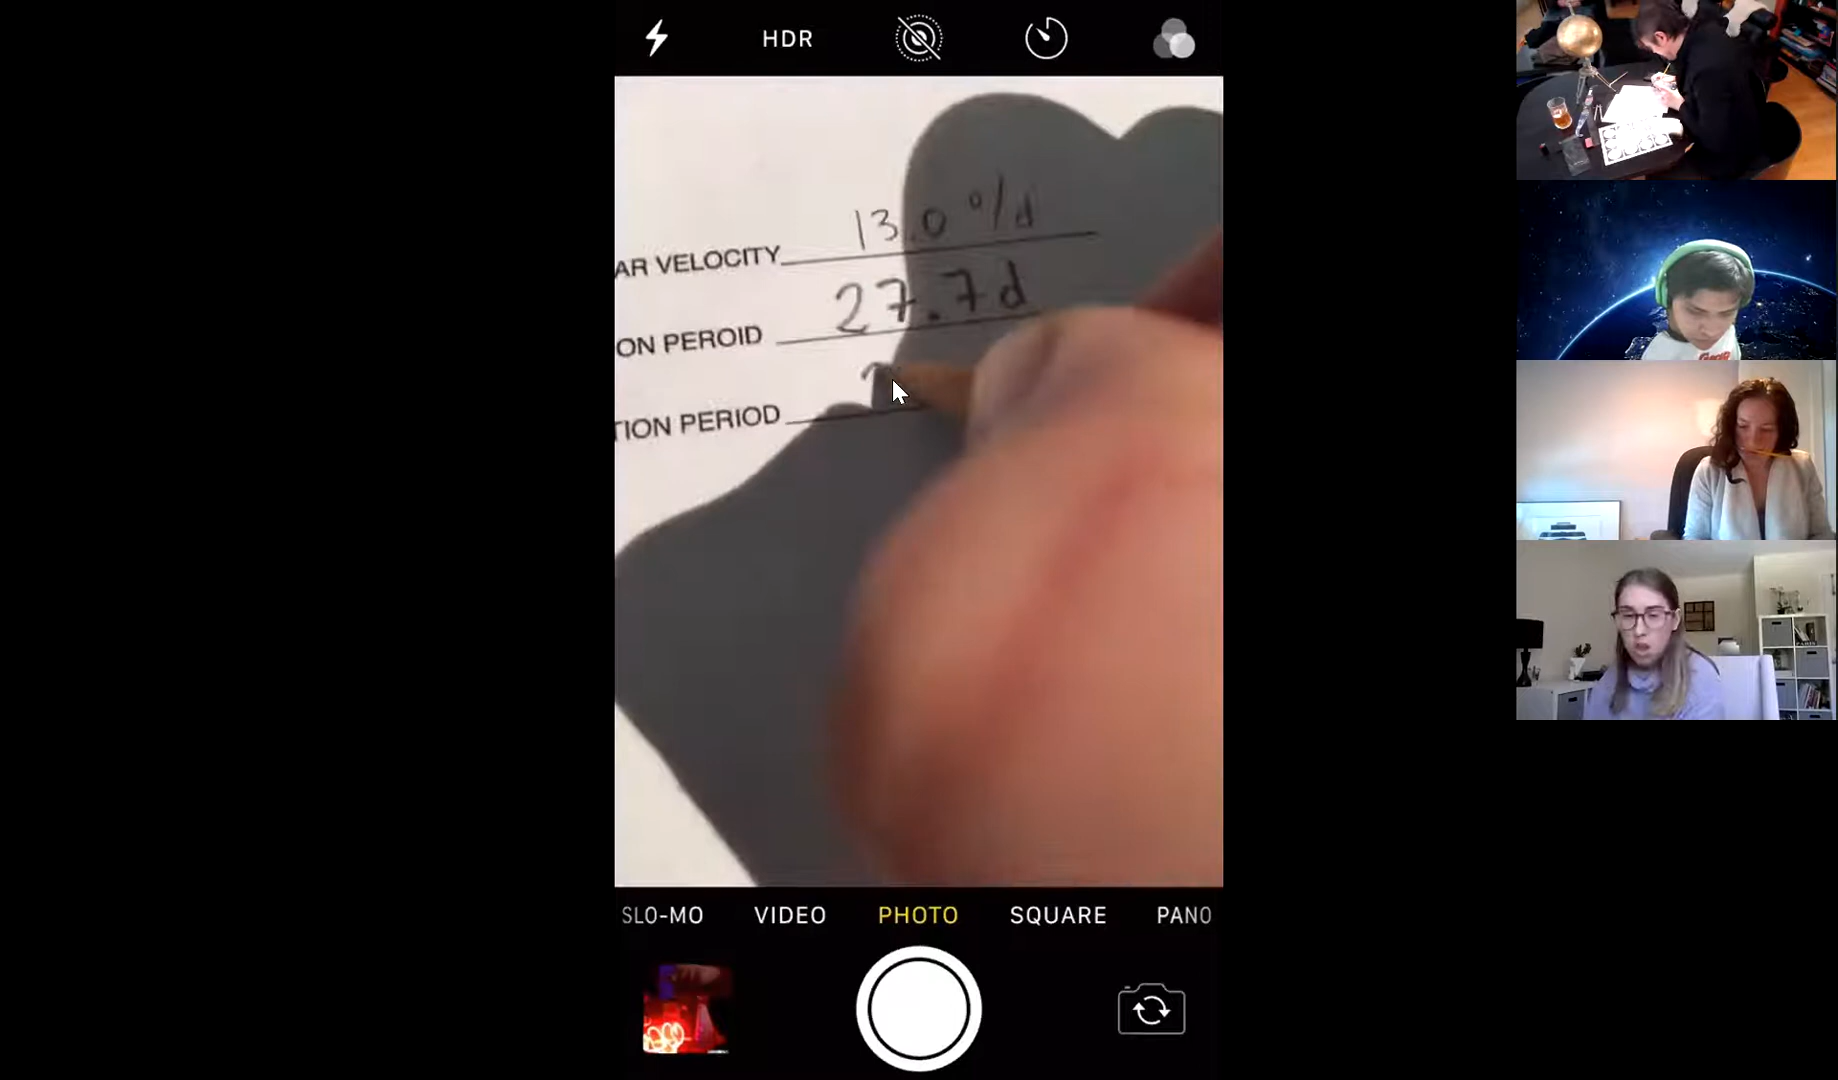 HDR
13.0 °/d
AR VELOCITY
27.7d
ON PEROID
TION PERIOD
SLO-MO VIDEO PHOTO SQUARE PANO